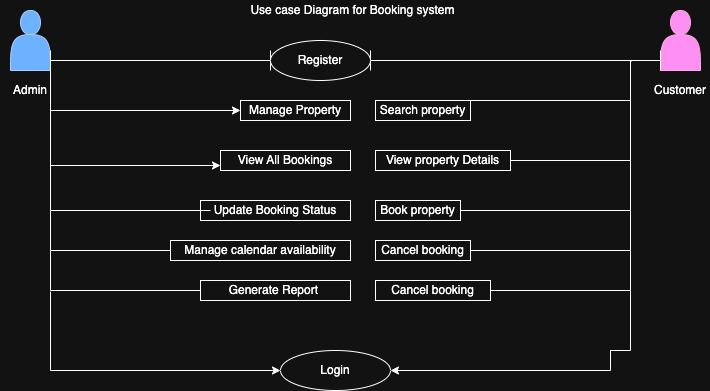 Use case Diagram for Booking system
Register
Admin
Customer
Manage Property
Search property
View All Bookings
View property Details
Update Booking Status
Book property
Manage calendar availability
Cancel booking
Generate Report
Cancel booking
Login